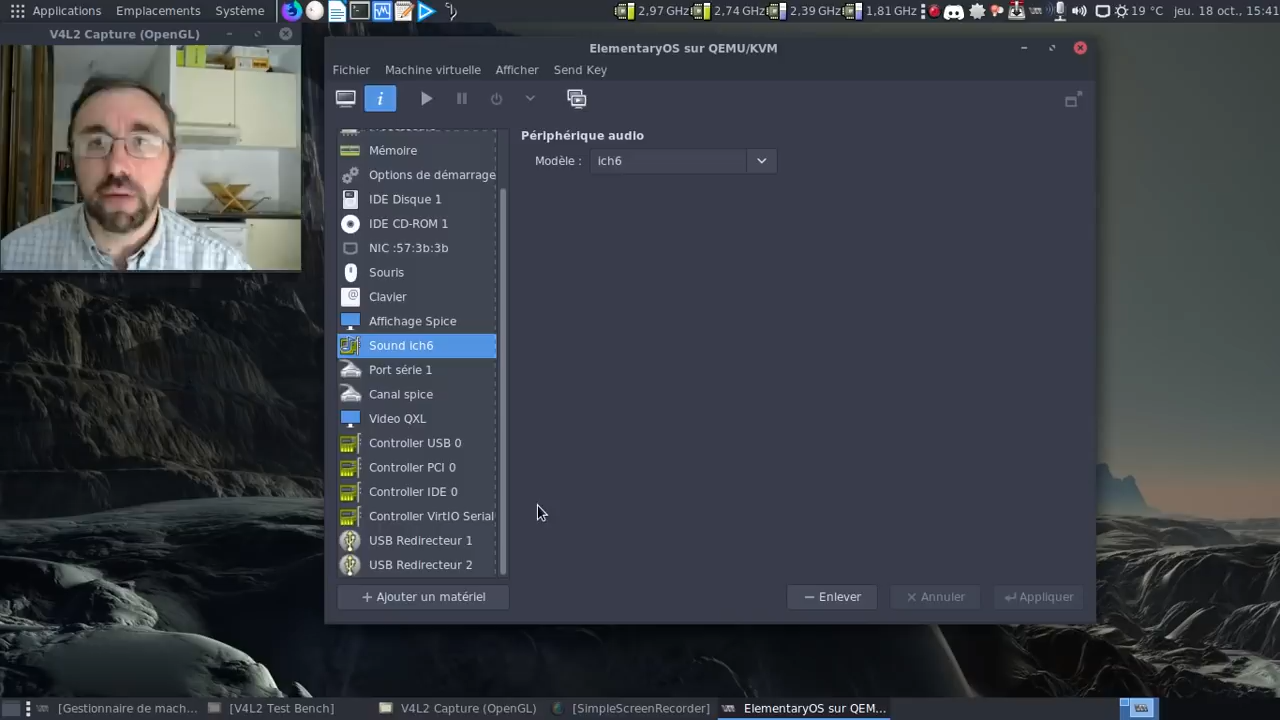 Applications Emplacements Système
2,97 GHz 2,74 GHz 2,39 GHz 1,81 GHz 19 °C jeu. 18 oct., 15:41
V4L2 Capture (OpenGL)
ElementaryOS sur QEMU/KVM
Fichier Machine virtuelle Afficher Send Key
Périphérique audio
Modèle : ich6
Mémoire
Options de démarrage
IDE Disque 1
IDE CD-ROM 1
NIC :57:3b:3b
Souris
Clavier
Affichage Spice
Sound ich6
Port série 1
Canal spice
Video QXL
Controller USB 0
Controller PCI 0
Controller IDE 0
Controller VirtIO Serial
USB Redirecteur 1
USB Redirecteur 2
+ Ajouter un matériel
Enlever Annuler Appliquer
[Gestionnaire de mach... [V4L2 Test Bench] V4L2 Capture (OpenGL) [SimpleScreenRecorder] ElementaryOS sur QEM...